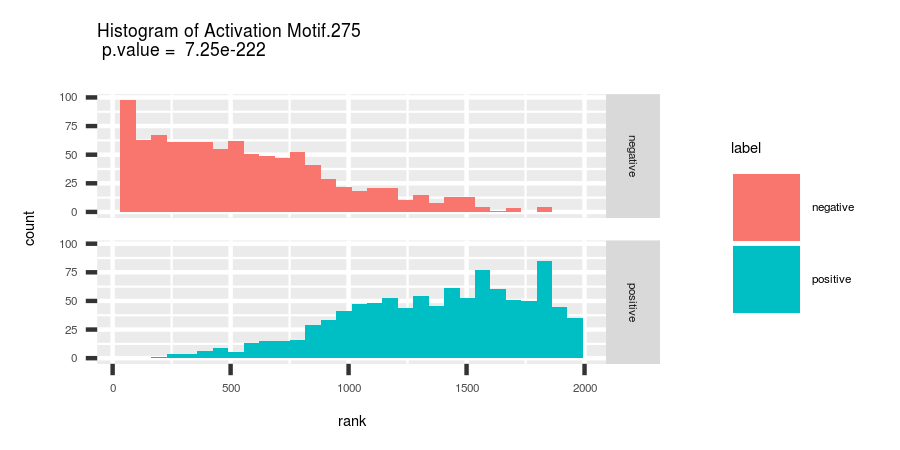 Histogram of Activation Motif.275
p.value = 7.25e-222
count
100
75
50
25
0
negative
100
75
50
25
0
positive
0 500 1000 1500 2000
rank
label
negative
positive